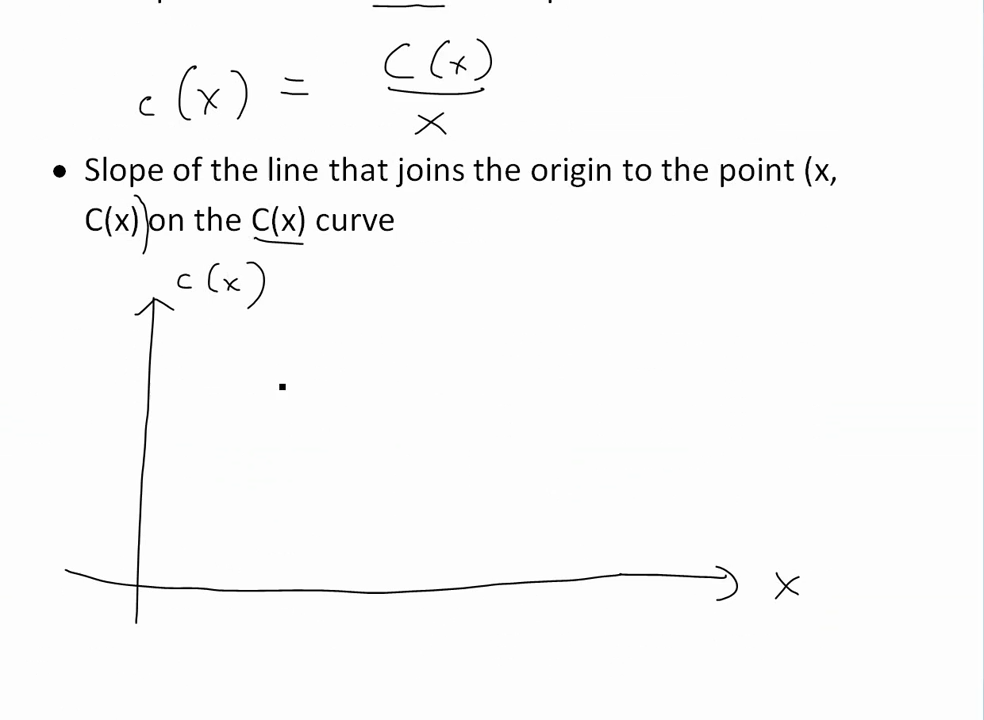 c(x) = C(x)/x
• Slope of the line that joins the origin to the point (x,
C(x)) on the C(x) curve
c(x)
x